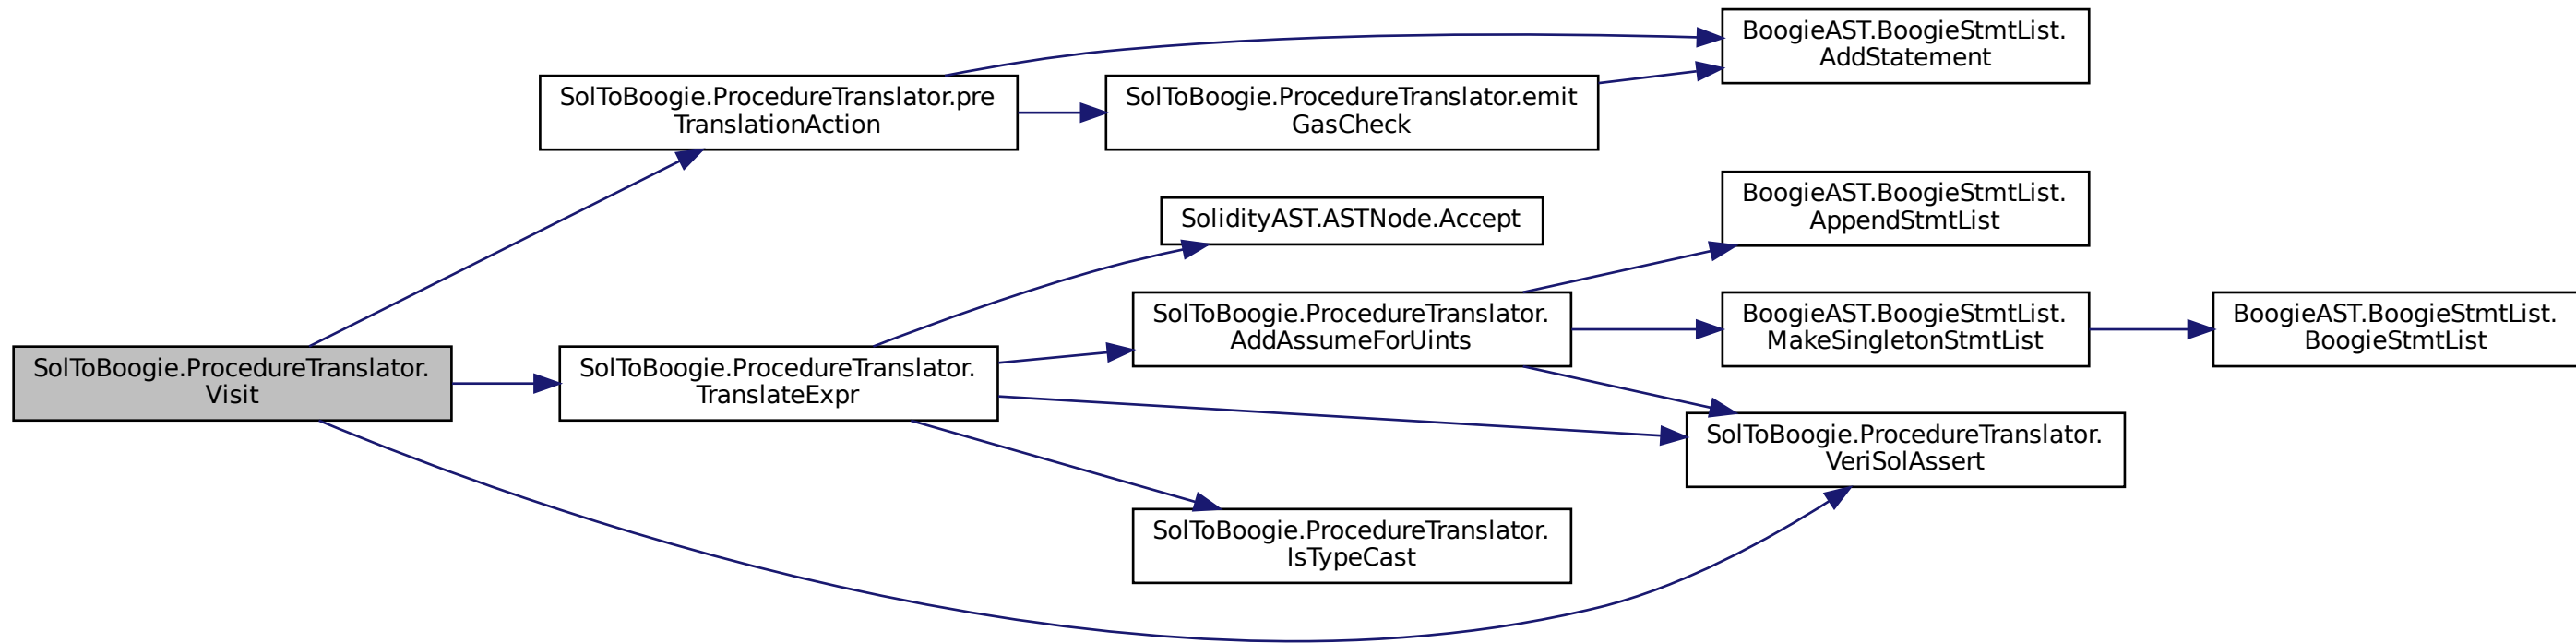 BoogieAST.BoogieStmtList.
AddStatement
SolToBoogie.ProcedureTranslator.pre
TranslationAction
SolToBoogie.ProcedureTranslator.emit
GasCheck
BoogieAST.BoogieStmtList.
AppendStmtList
SolidityAST.ASTNode.Accept
SolToBoogie.ProcedureTranslator.
AddAssumeForUints
BoogieAST.BoogieStmtList.
MakeSingletonStmtList
BoogieAST.BoogieStmtList.
BoogieStmtList
SolToBoogie.ProcedureTranslator.
Visit
SolToBoogie.ProcedureTranslator.
TranslateExpr
SolToBoogie.ProcedureTranslator.
VeriSolAssert
SolToBoogie.ProcedureTranslator.
IsTypeCast